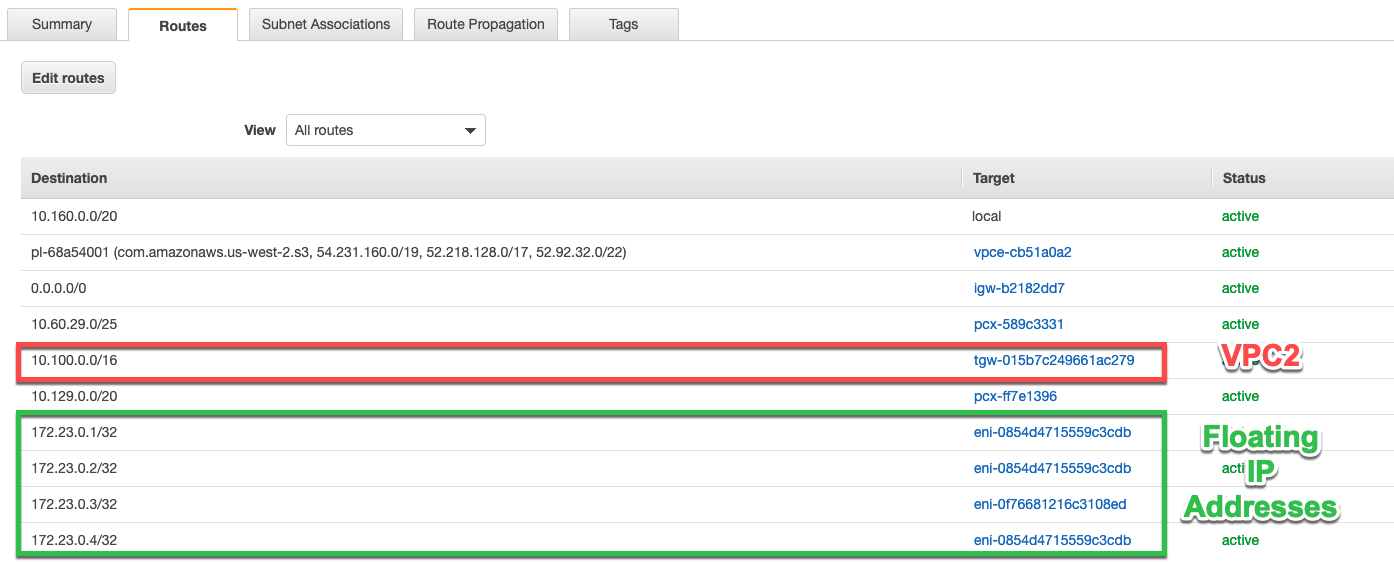 Summary Routes Subnet Associations Route Propagation Tags
Edit routes
View All routes
Destination Target Status
10.160.0.0/20 local active
pl-68a54001 (com.amazonaws.us-west-2.s3, 54.231.160.0/19, 52.218.128.0/17, 52.92.32.0/22) vpce-cb51a0a2 active
0.0.0.0/0 igw-b2182dd7 active
10.60.29.0/25 pcx-589c3331 active
10.100.0.0/16 tgw-015b7c249661ac279 VPC2
10.129.0.0/20 pcx-ff7e1396 active
172.23.0.1/32 eni-0854d4715559c3cdb Floating
172.23.0.2/32 eni-0854d4715559c3cdb IP
172.23.0.3/32 eni-0f76681216c3108ed Addresses
172.23.0.4/32 eni-0854d4715559c3cdb active